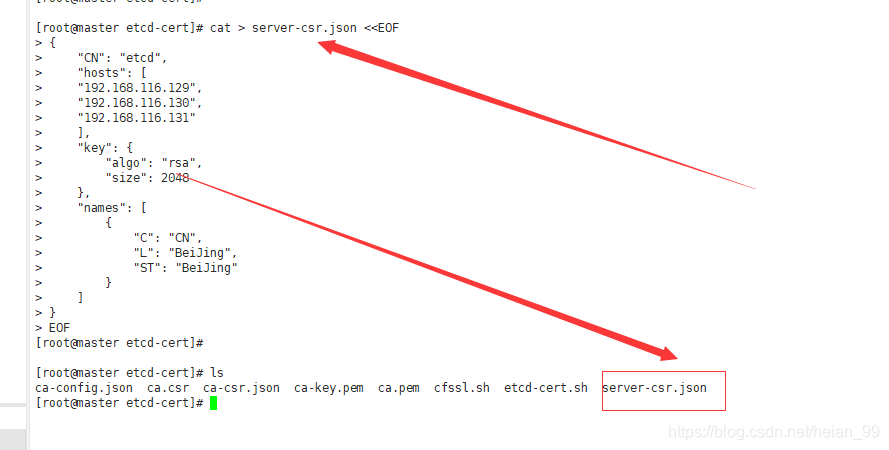 [root@master etcd-cert]# cat > server-csr.json <<EOF
> {
>     "CN": "etcd",
>     "hosts": [
>     "192.168.116.129",
>     "192.168.116.130",
>     "192.168.116.131"
>     ],
>     "key": {
>         "algo": "rsa",
>         "size": 2048
>     },
>     "names": [
>         {
>             "C": "CN",
>             "L": "BeiJing",
>             "ST": "BeiJing"
>         }
>     ]
> }
> EOF
[root@master etcd-cert]#
[root@master etcd-cert]# ls
ca-config.json  ca.csr  ca-csr.json  ca-key.pem  ca.pem  cfssl.sh  etcd-cert.sh  server-csr.json
[root@master etcd-cert]#
https://blog.csdn.net/heian_99